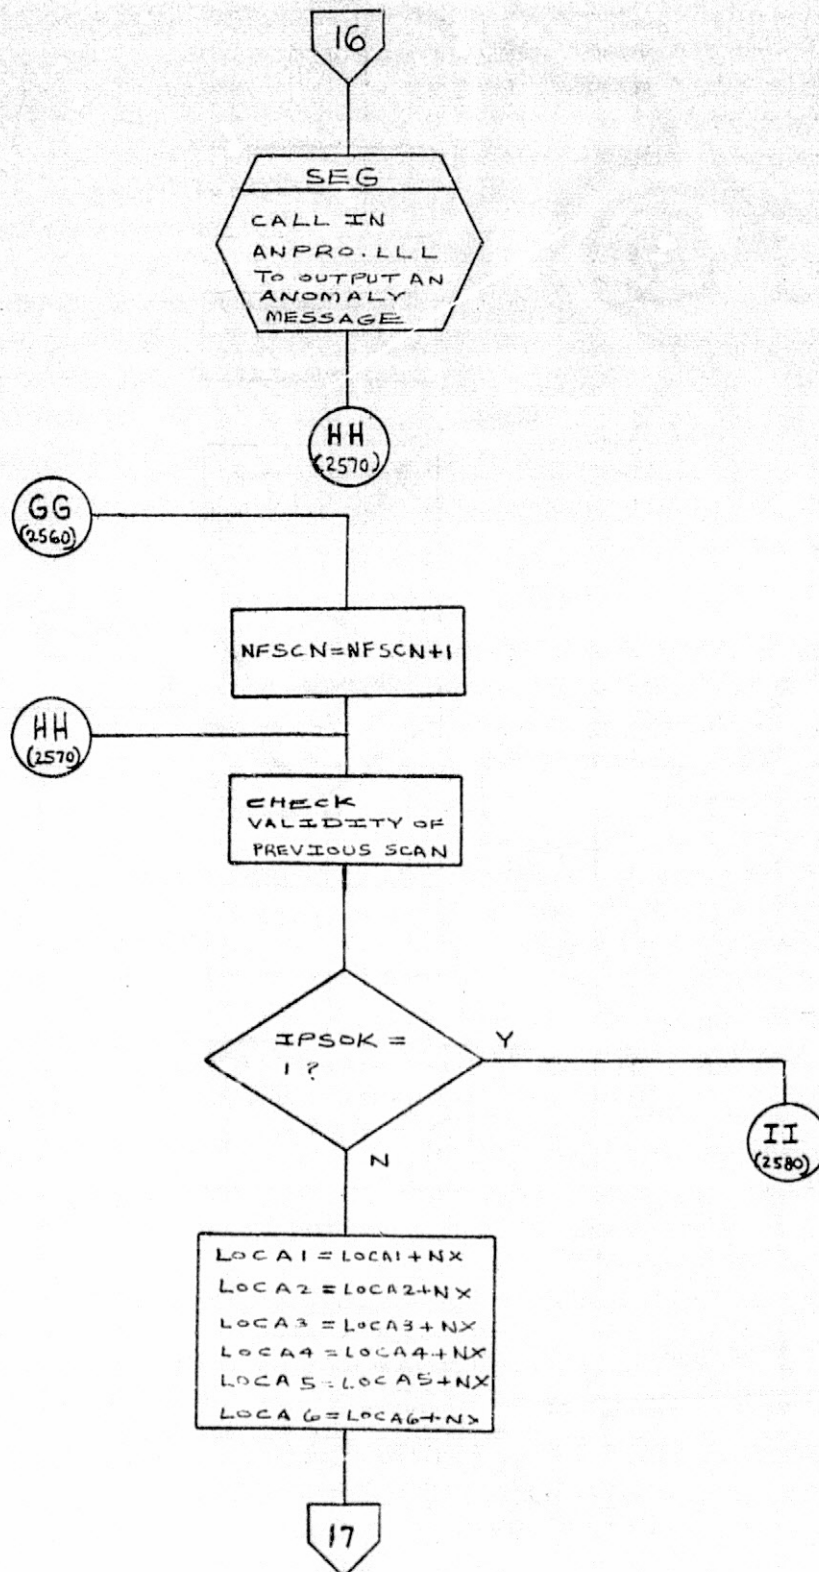 16
SEG
CALL IN
ANPRO.LLL
TO OUTPUT AN
ANOMALY
MESSAGE
HH
(2570)
GG
(2560)
NFSCN=NFSCN+1
HH
(2570)
CHECK
VALIDITY OF
PREVIOUS SCAN
IPSOK =
1 ?
Y
II
(2580)
N
LOCA1=LOCA1+NX
LOCA2=LOCA2+NX
LOCA3=LOCA3+NX
LOCA4=LOCA4+NX
LOCA5=LOCA5+NX
LOCA6=LOCA6+NX
17